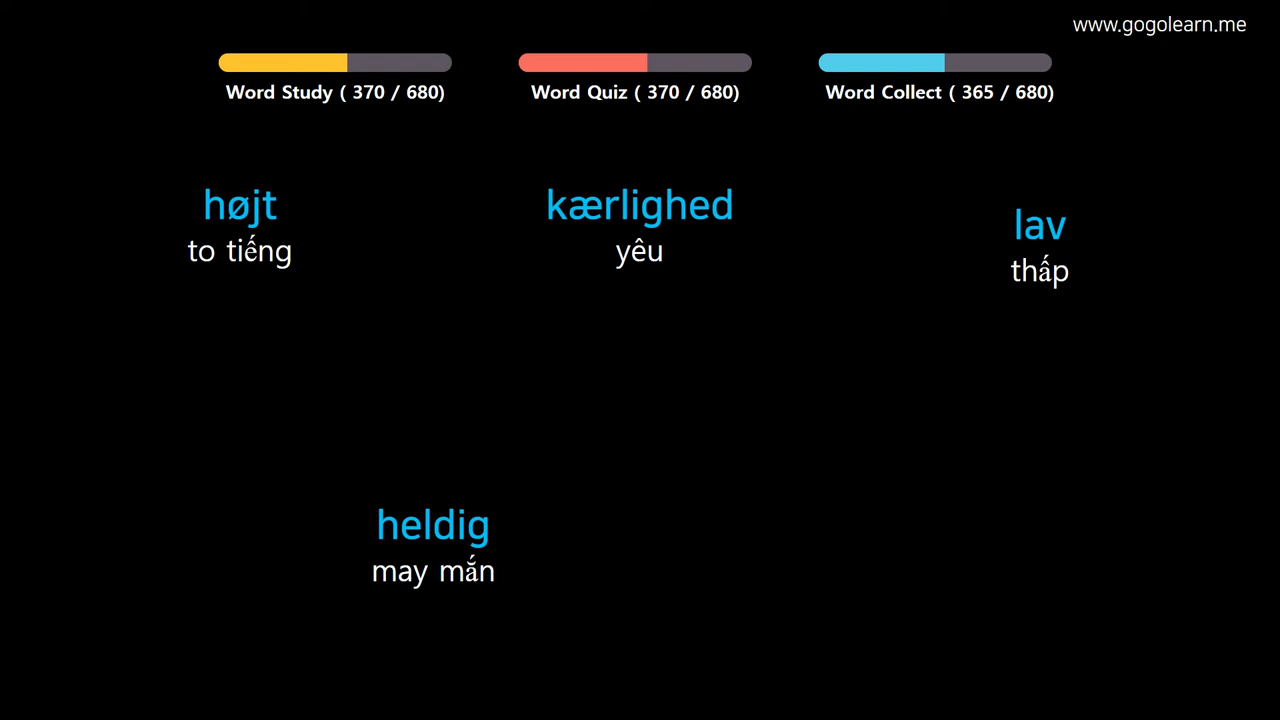 www.gogolearn.me
Word Study ( 370 / 680)
Word Quiz ( 370 / 680)
Word Collect ( 365 / 680)
højt
to tiếng
kærlighed
yêu
lav
thấp
heldig
may mắn